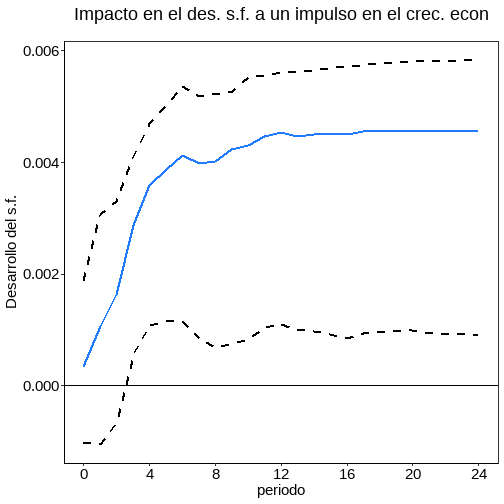 Impacto en el des. s.f. a un impulso en el crec. econ
0.006
0.004
0.002
0.000
Desarrollo del s.f.
0 4 8 12 16 20 24
periodo